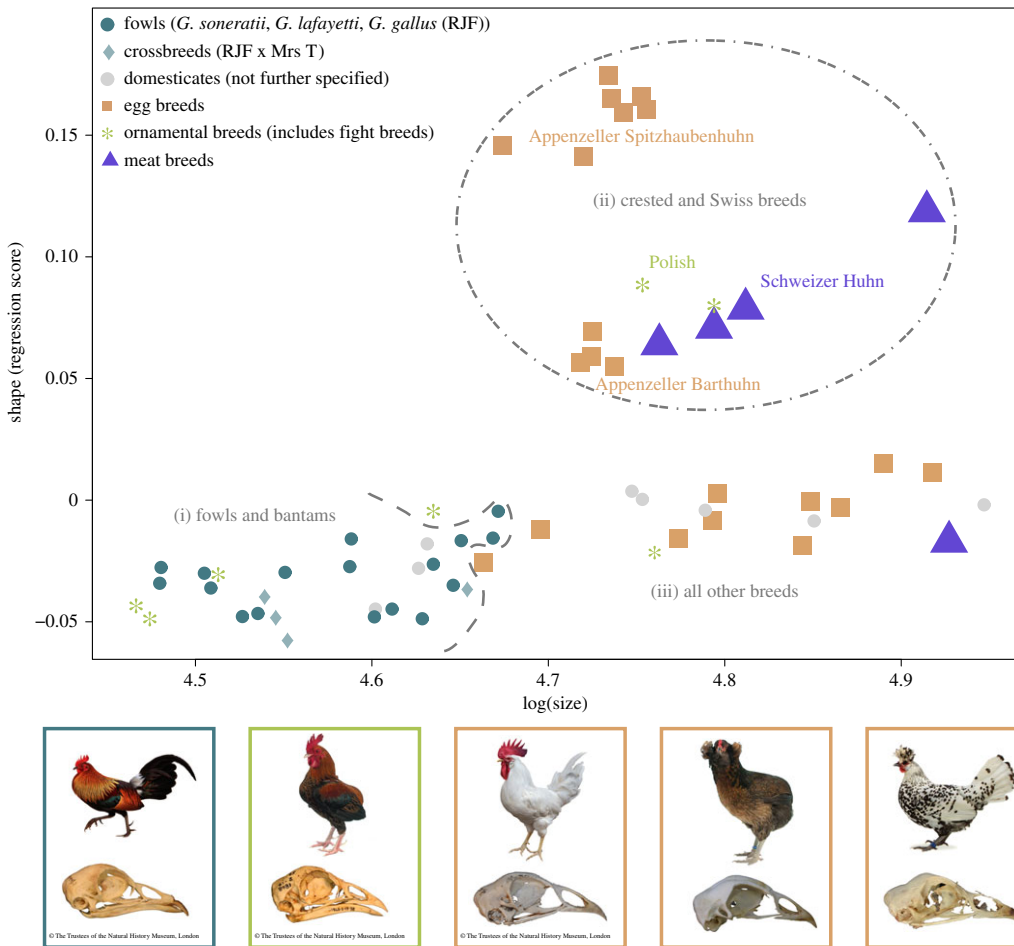 fowls (G. soneratii, G. lafayetti, G. gallus (RJF))
crossbreeds (RJF x Mrs T)
domesticates (not further specified)
egg breeds
ornamental breeds (includes fight breeds)
meat breeds
Appenzeller Spitzhaubenhuhn
(ii) crested and Swiss breeds
Polish
Schweizer Huhn
Appenzeller Barthuhn
(i) fowls and bantams
(iii) all other breeds
shape (regression score)
0.15
0.10
0.05
0
−0.05
4.5 4.6 4.7 4.8 4.9
log(size)
© The Trustees of the Natural History Museum, London
© The Trustees of the Natural History Museum, London
© The Trustees of the Natural History Museum, London